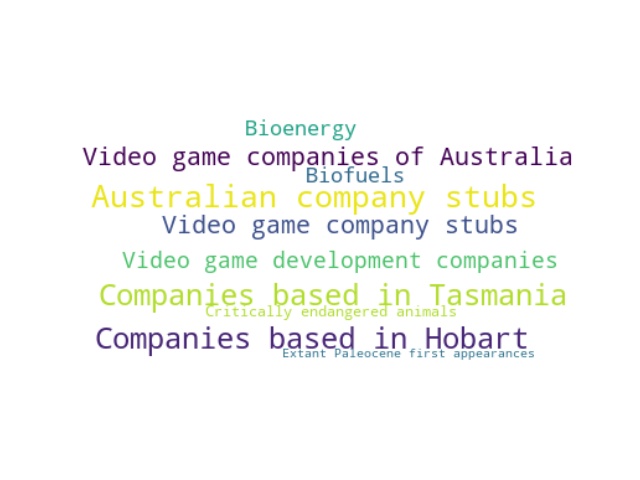 Bioenergy
Video game companies of Australia
Biofuels
Australian company stubs
Video game company stubs
Video game development companies
Companies based in Tasmania
Critically endangered animals
Companies based in Hobart
Extant Paleocene first appearances